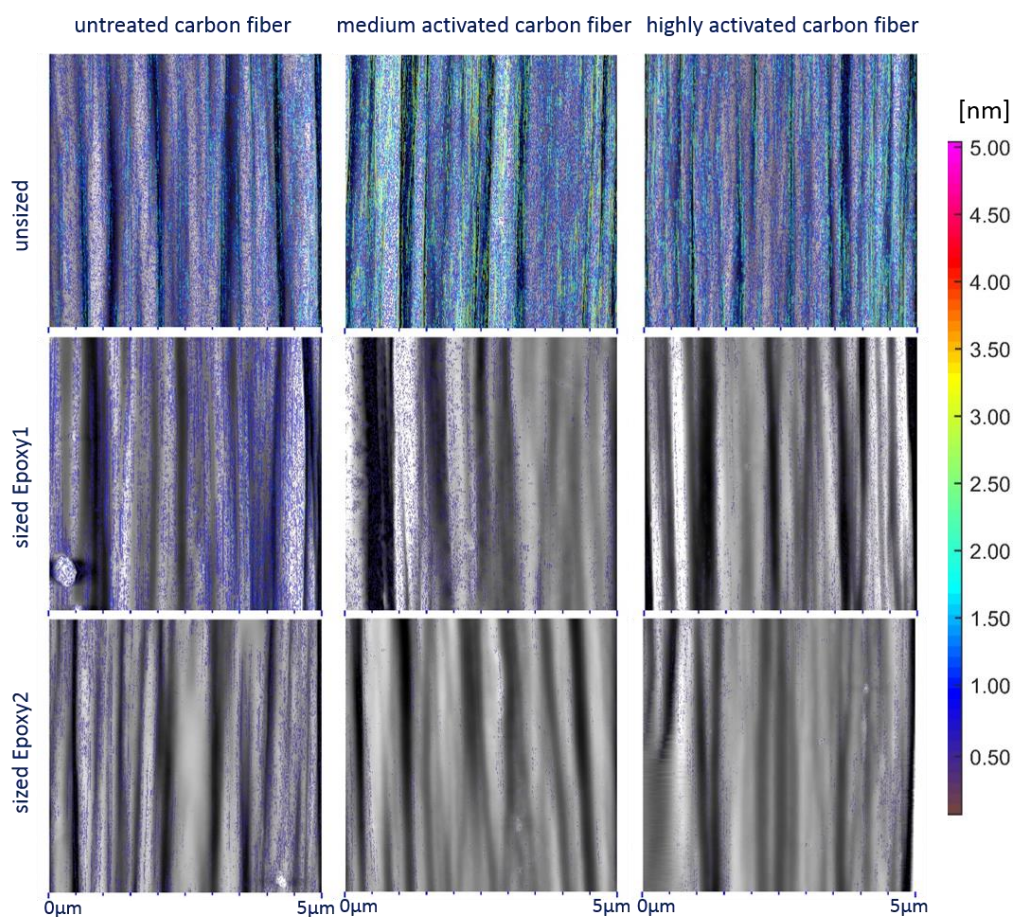 untreated carbon fiber
medium activated carbon fiber
highly activated carbon fiber
[nm]
5.00
4.50
4.00
3.50
3.00
2.50
2.00
1.50
1.00
0.50
unsized
sized Epoxy1
sized Epoxy2
0µm
5µm
0µm
5µm
0µm
5µm